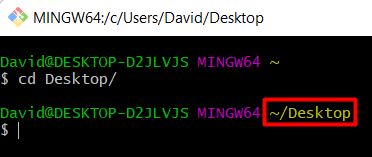 MINGW64:/c/Users/David/Desktop
David@DESKTOP-D2JLVJS MINGW64 ~
$ cd Desktop/
David@DESKTOP-D2JLVJS MINGW64 ~/Desktop
$